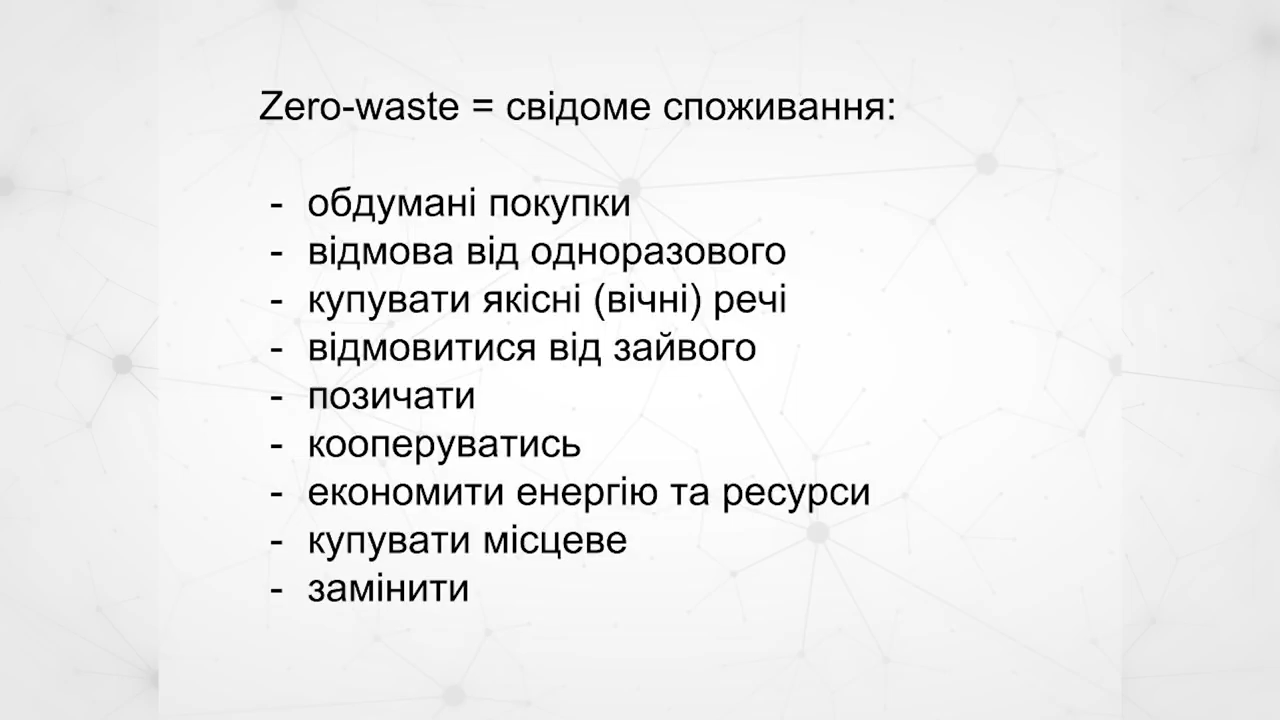 Zero-waste = свідоме споживання:
- обдумані покупки
- відмова від одноразового
- купувати якісні (вічні) речі
- відмовитися від зайвого
- позичати
- кооперуватись
- економити енергію та ресурси
- купувати місцеве
- замінити